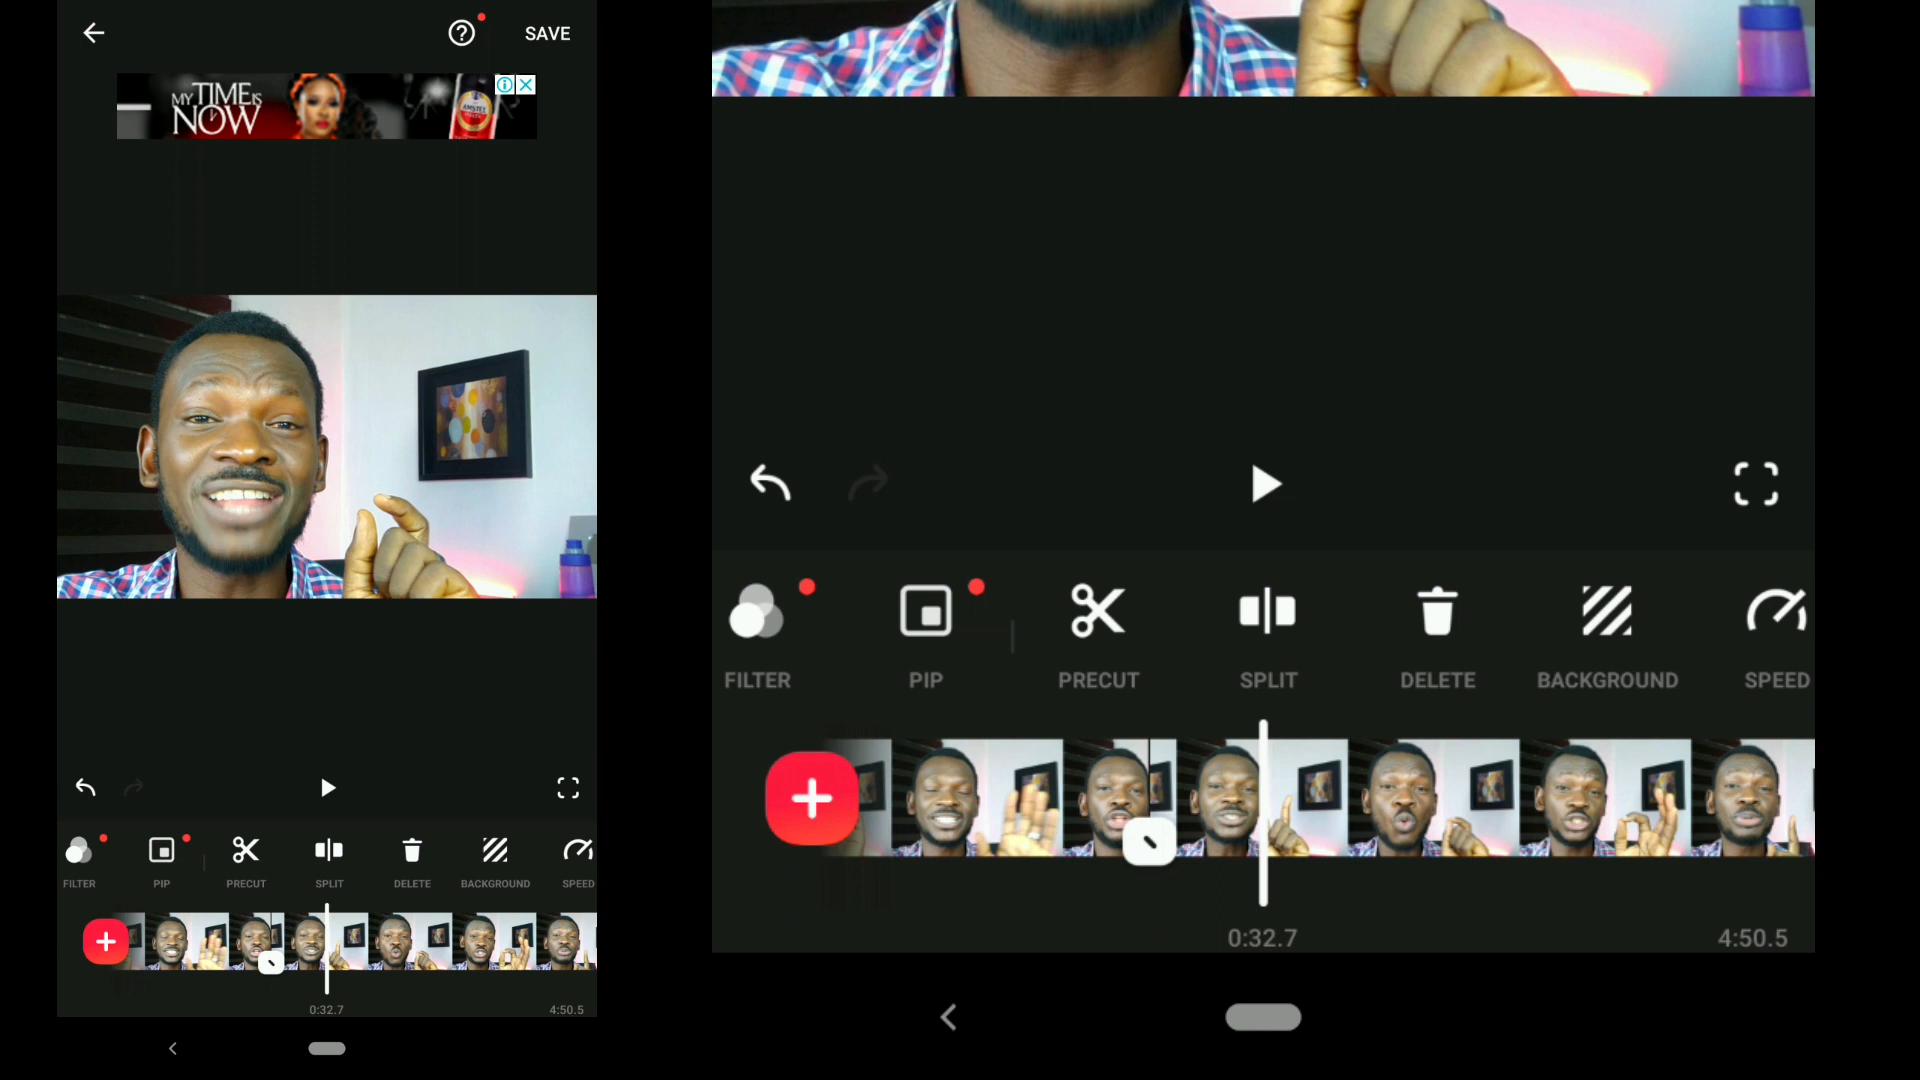 SAVE
MY TIME IS
NOW
AMSTEL
FILTER PIP PRECUT SPLIT DELETE BACKGROUND SPEED
0:32.7 4:50.5
FILTER PIP PRECUT SPLIT DELETE BACKGROUND SPEED
0:32.7 4:50.5